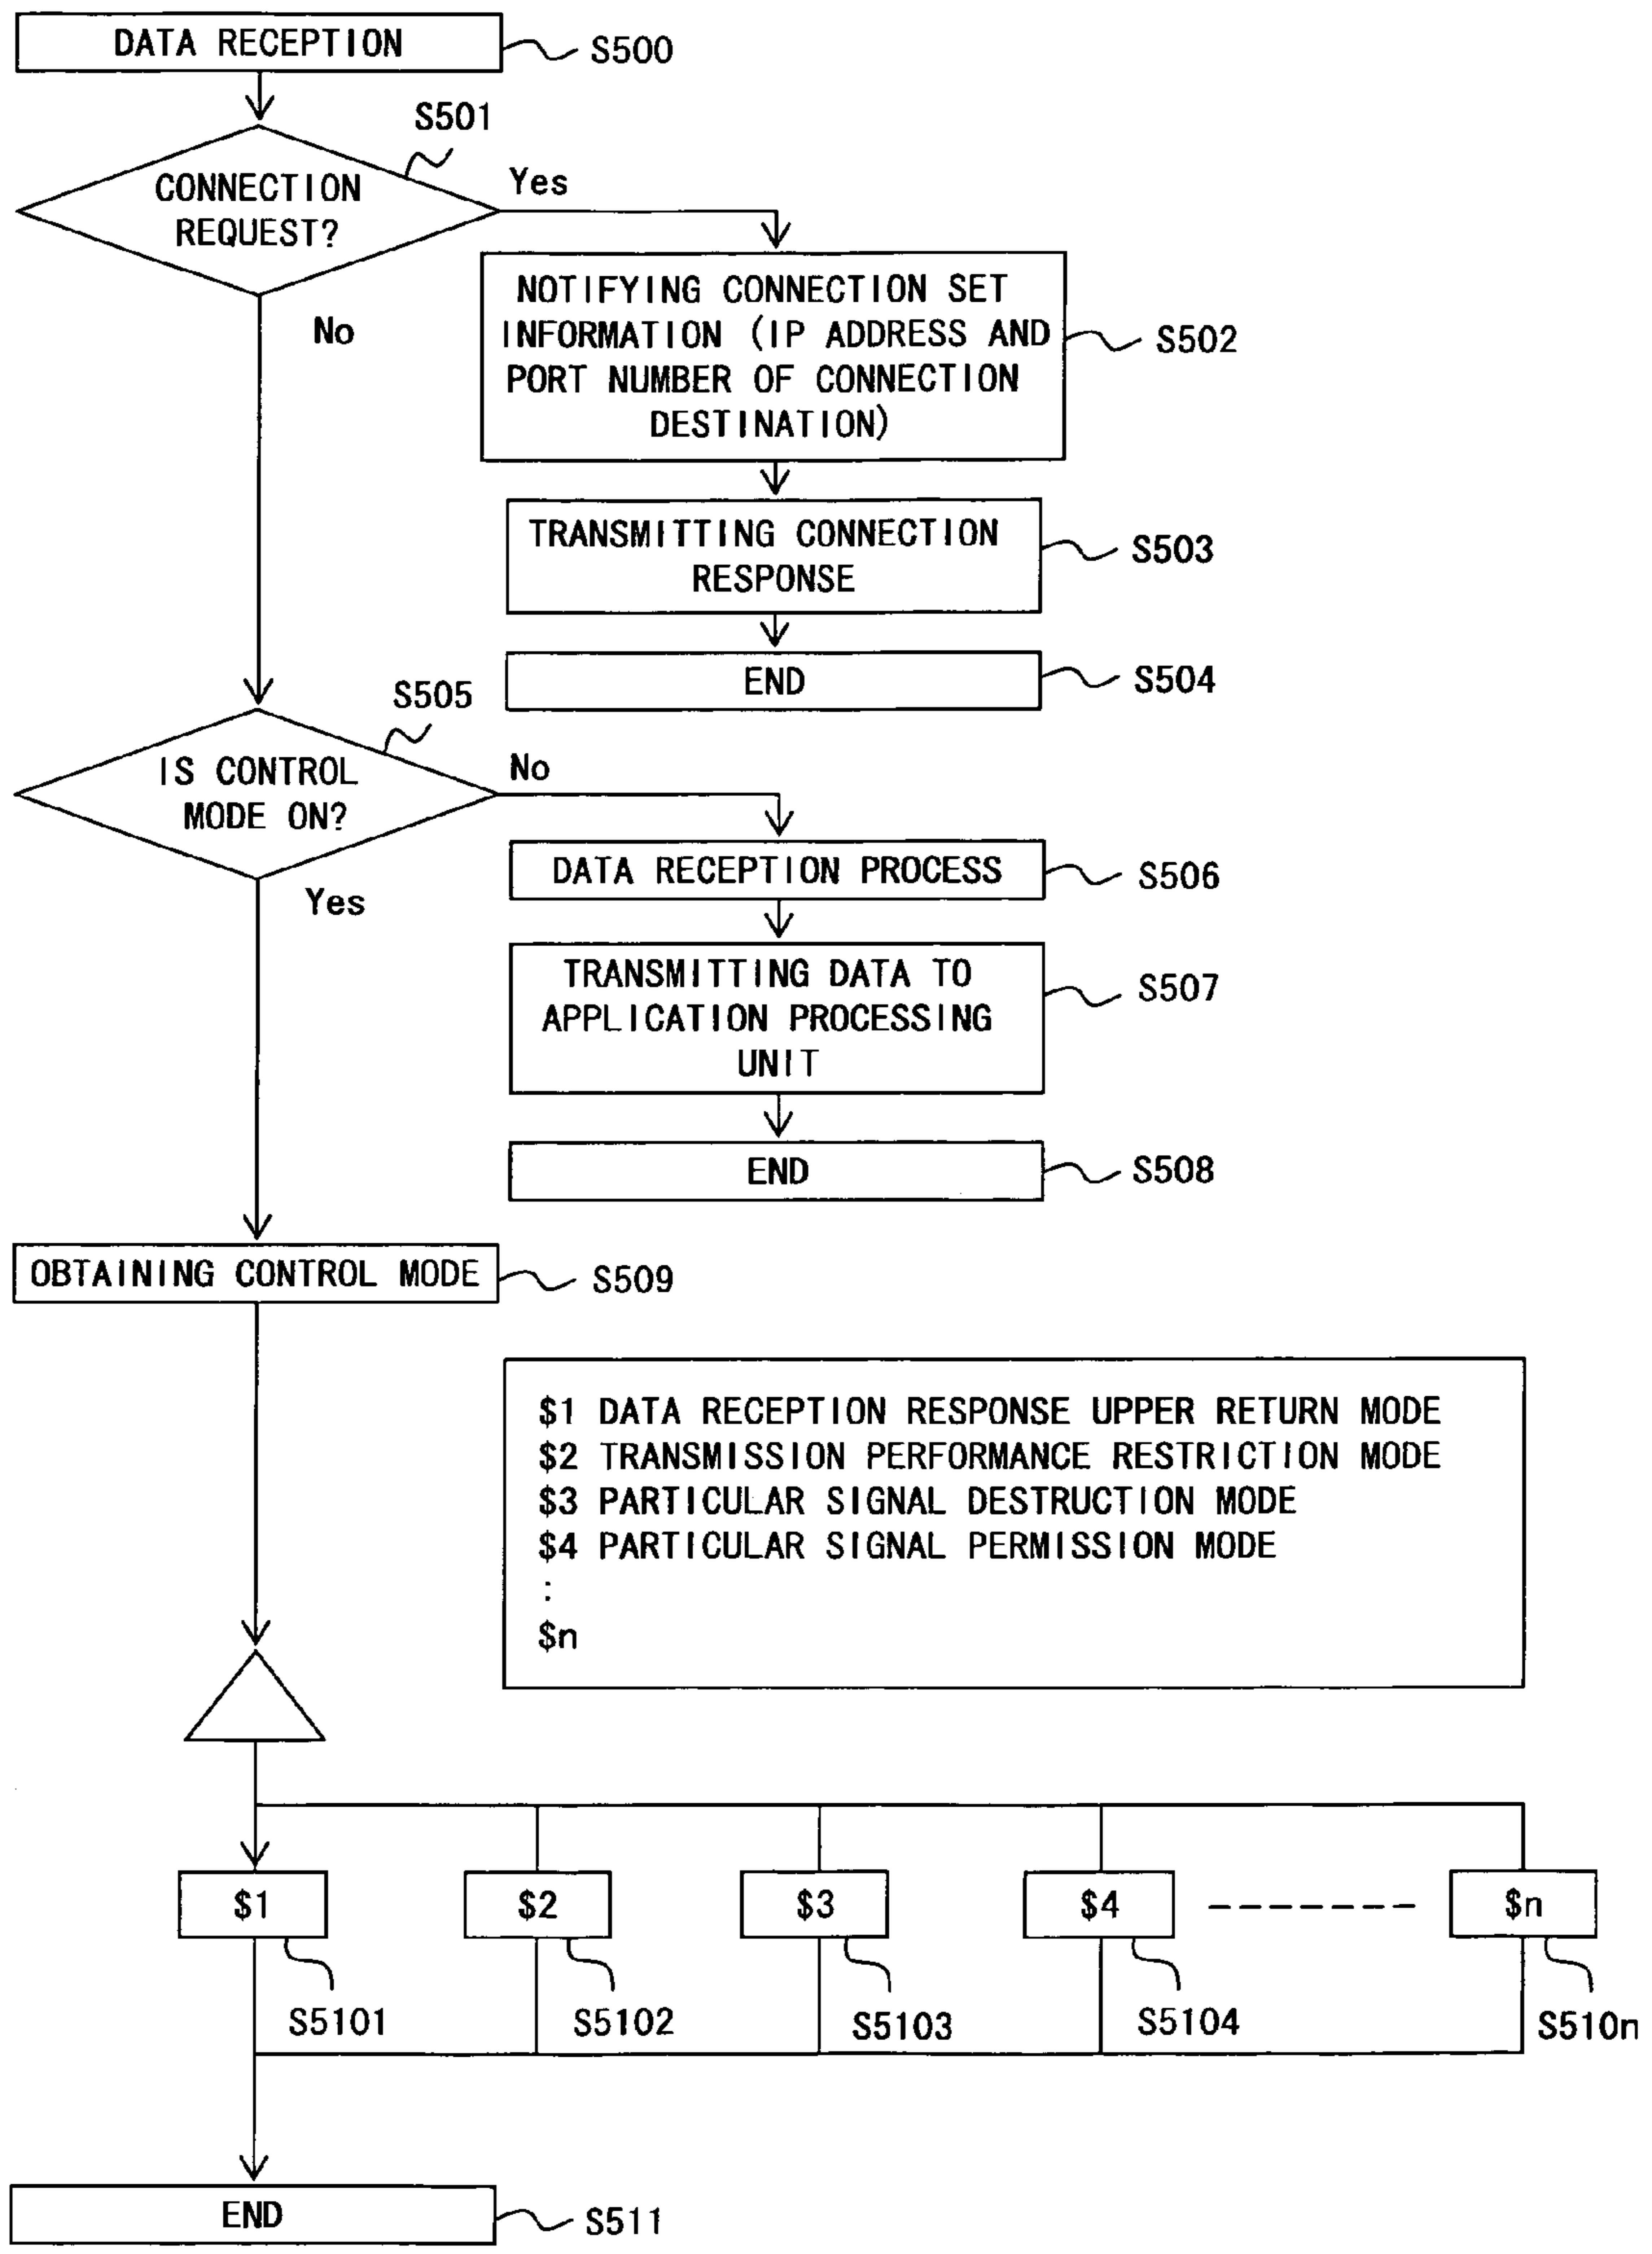 DATA RECEPTION
S500
S501
CONNECTION
REQUEST?
Yes
No
NOTIFYING CONNECTION SET
INFORMATION (IP ADDRESS AND
PORT NUMBER OF CONNECTION
DESTINATION)
S502
TRANSMITTING CONNECTION
RESPONSE
S503
END
S504
S505
IS CONTROL
MODE ON?
No
Yes
DATA RECEPTION PROCESS
S506
TRANSMITTING DATA TO
APPLICATION PROCESSING
UNIT
S507
END
S508
OBTAINING CONTROL MODE
S509
$1 DATA RECEPTION RESPONSE UPPER RETURN MODE
$2 TRANSMISSION PERFORMANCE RESTRICTION MODE
$3 PARTICULAR SIGNAL DESTRUCTION MODE
$4 PARTICULAR SIGNAL PERMISSION MODE
:
$n
$1
$2
$3
$4
$n
S5101
S5102
S5103
S5104
S510n
END
S511